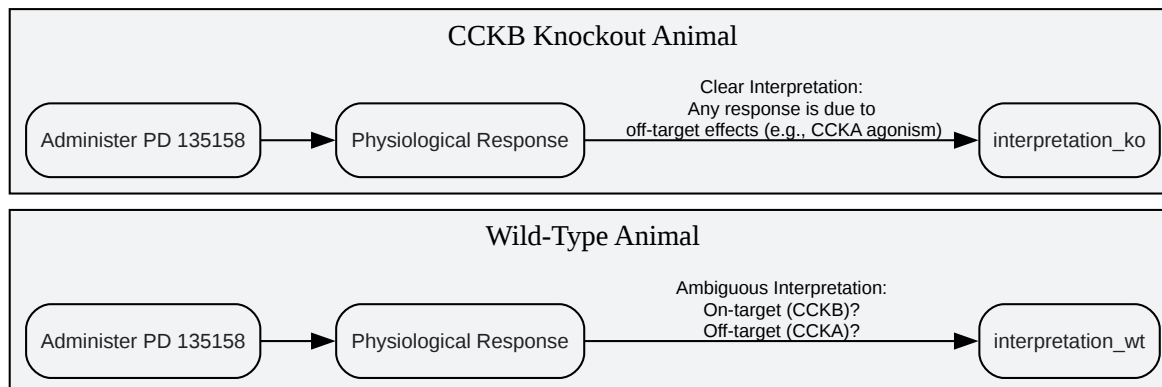 CCKB Knockout Animal
Clear Interpretation:
Any response is due to
off-target effects (e.g., CCKA agonism)
Administer PD 135158
Physiological Response
interpretation_ko
Wild-Type Animal
Ambiguous Interpretation:
On-target (CCKB)?
Off-target (CCKA)?
Administer PD 135158
Physiological Response
interpretation_wt